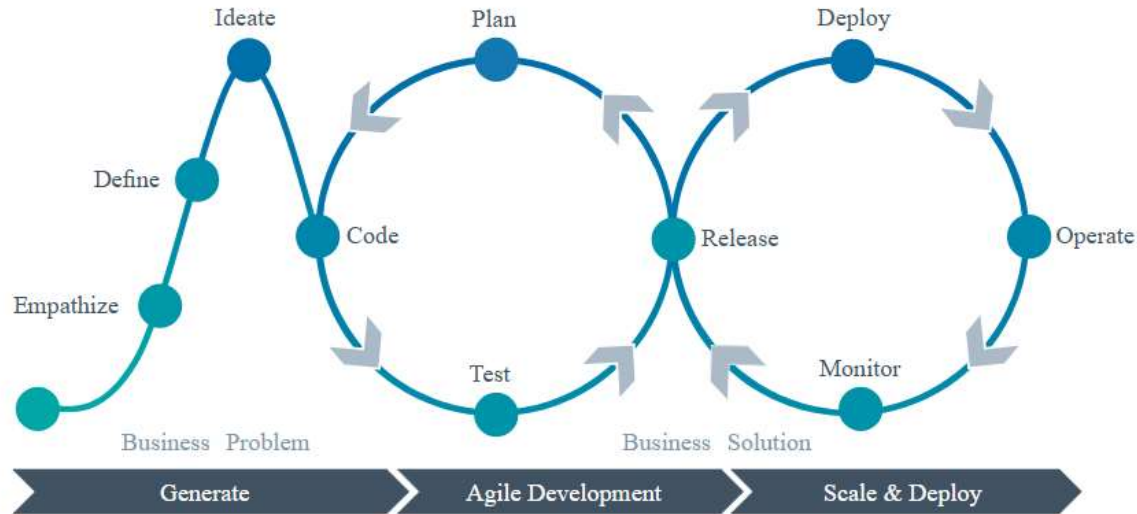 Ideate
Plan
Deploy
Define
Code
Release
Operate
Empathize
Test
Monitor
Business Problem
Business Solution
Generate
Agile Development
Scale & Deploy